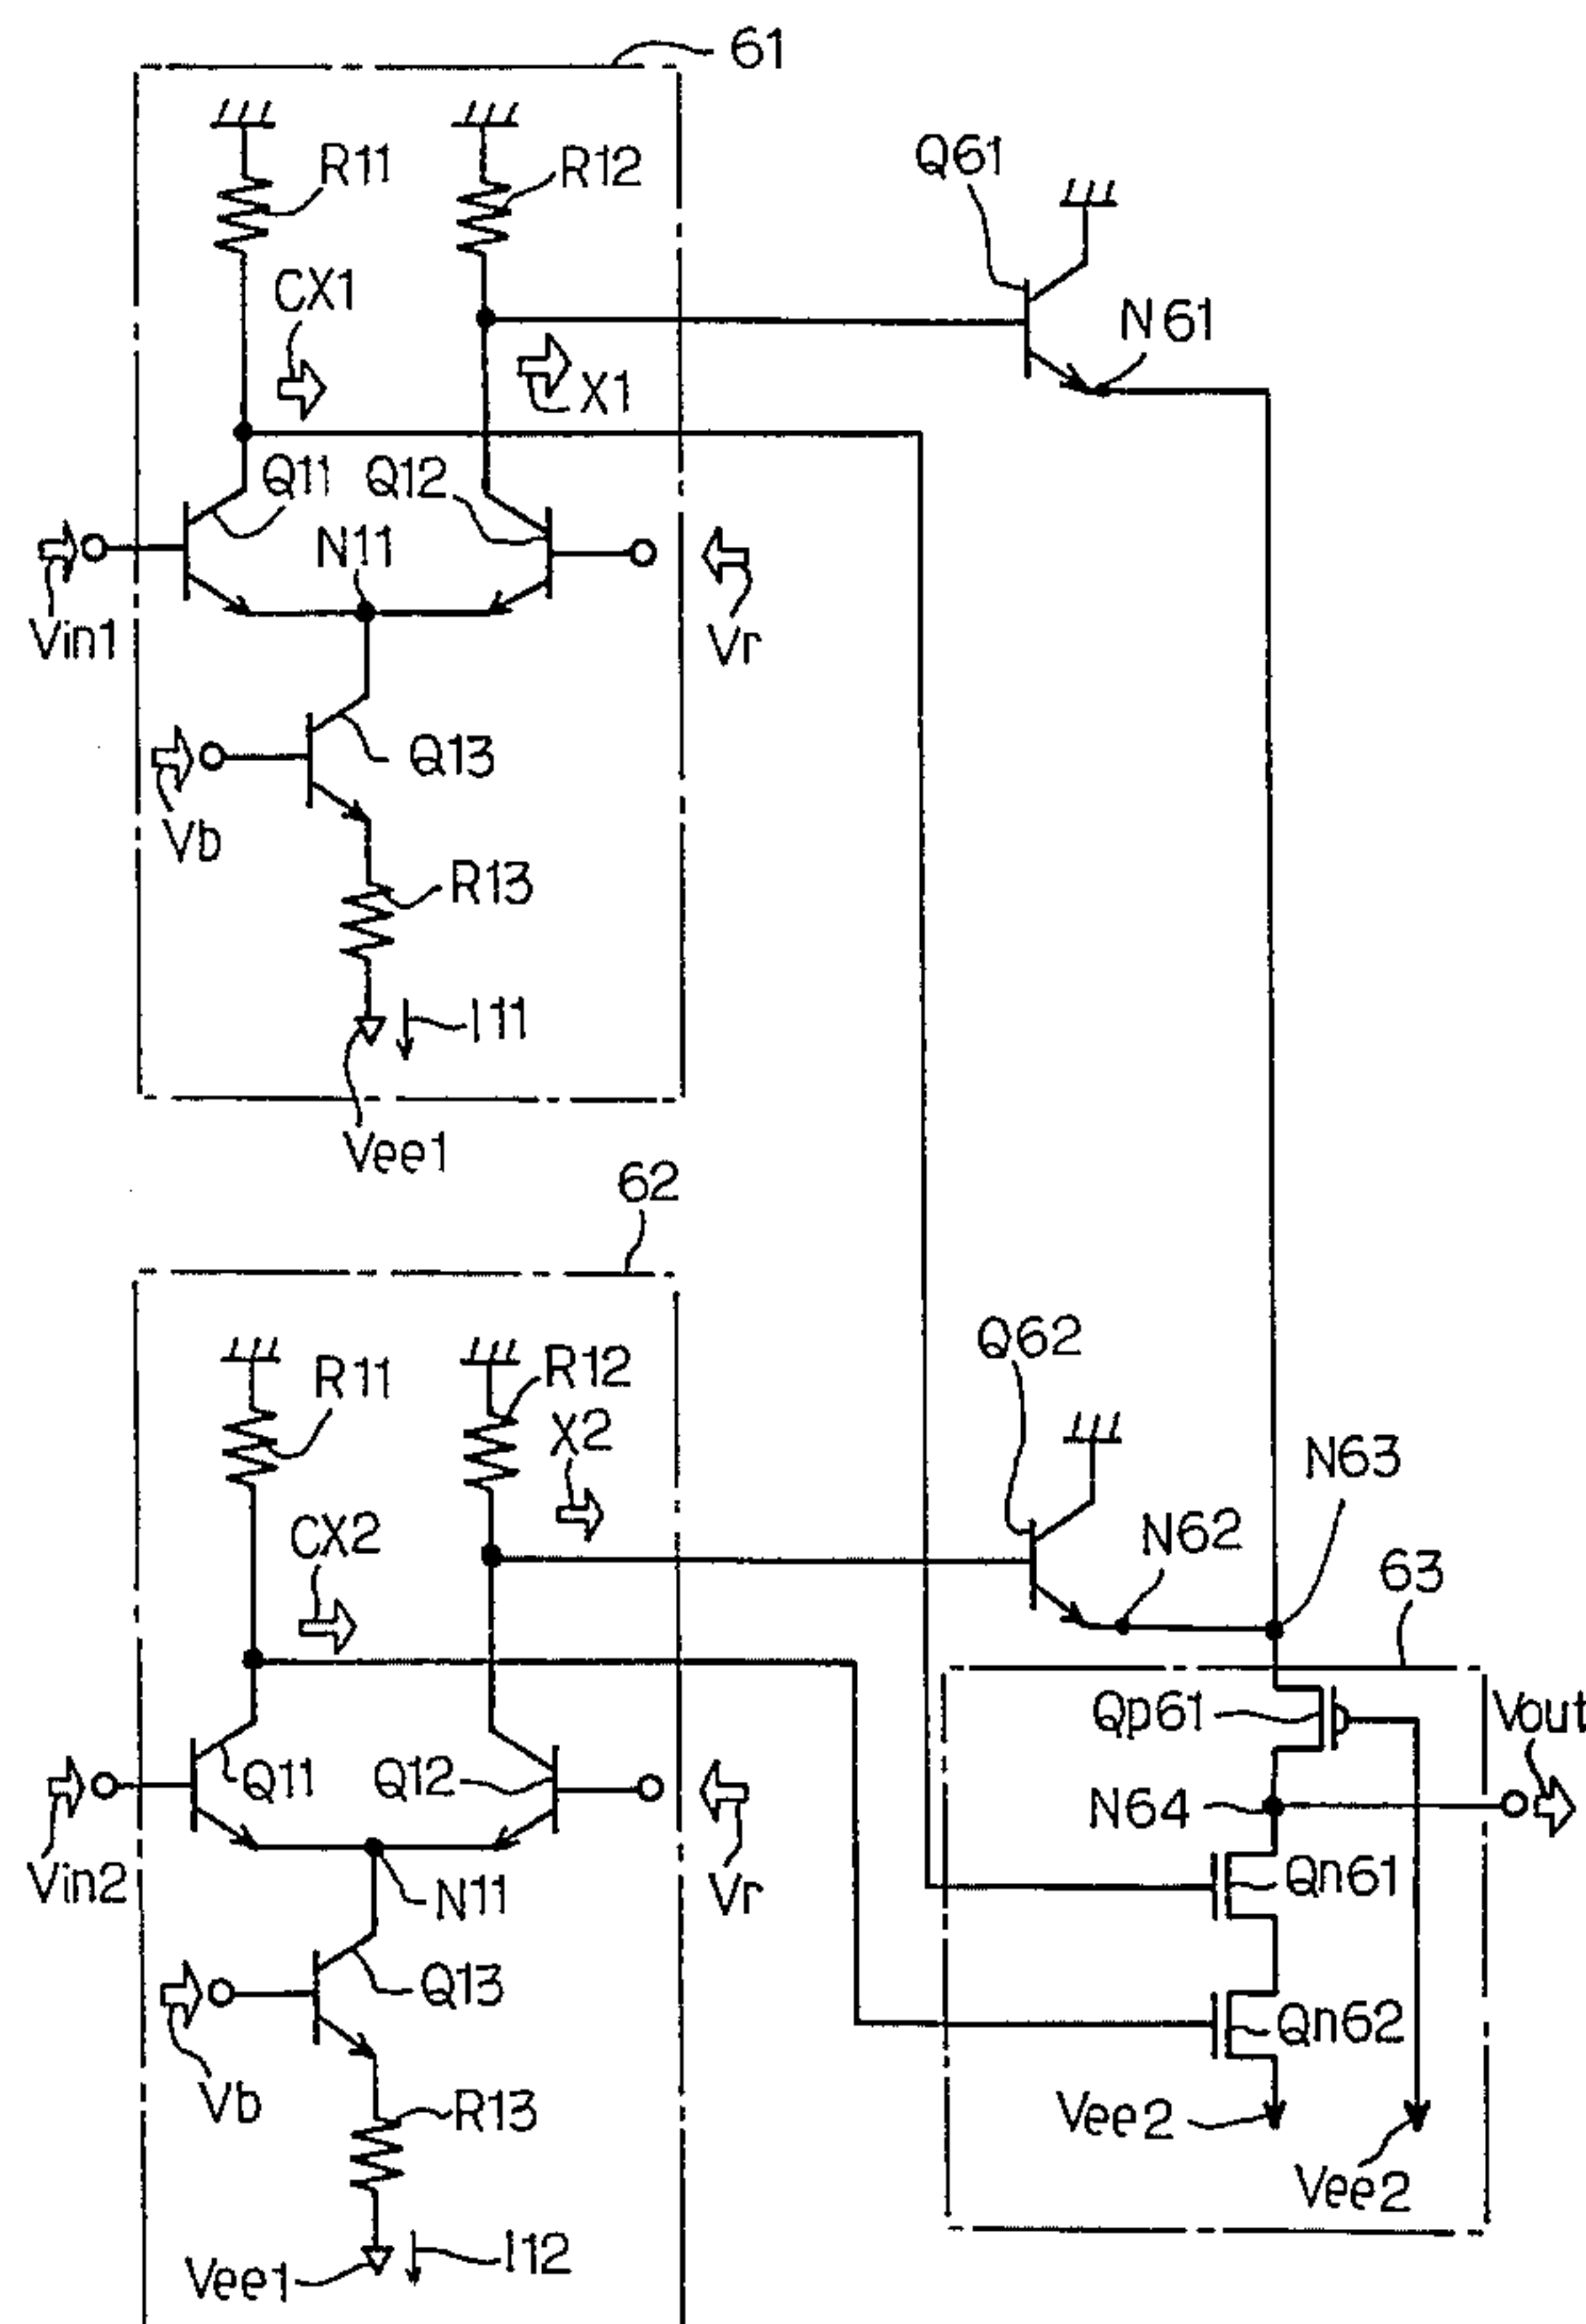 61
R11
R12
Q61
CX1
X1
N61
Q11
Q12
N11
Vin1
Vr
Q13
Vb
R13
I11
Vee1
62
R11
R12
X2
Q62
CX2
N62
N63
63
Q11
Q12
Qp61
Vout
N64
Vin2
N11
Vr
Qn61
Q13
Vb
Qn62
R13
Vee2
Vee2
Vee1
I12